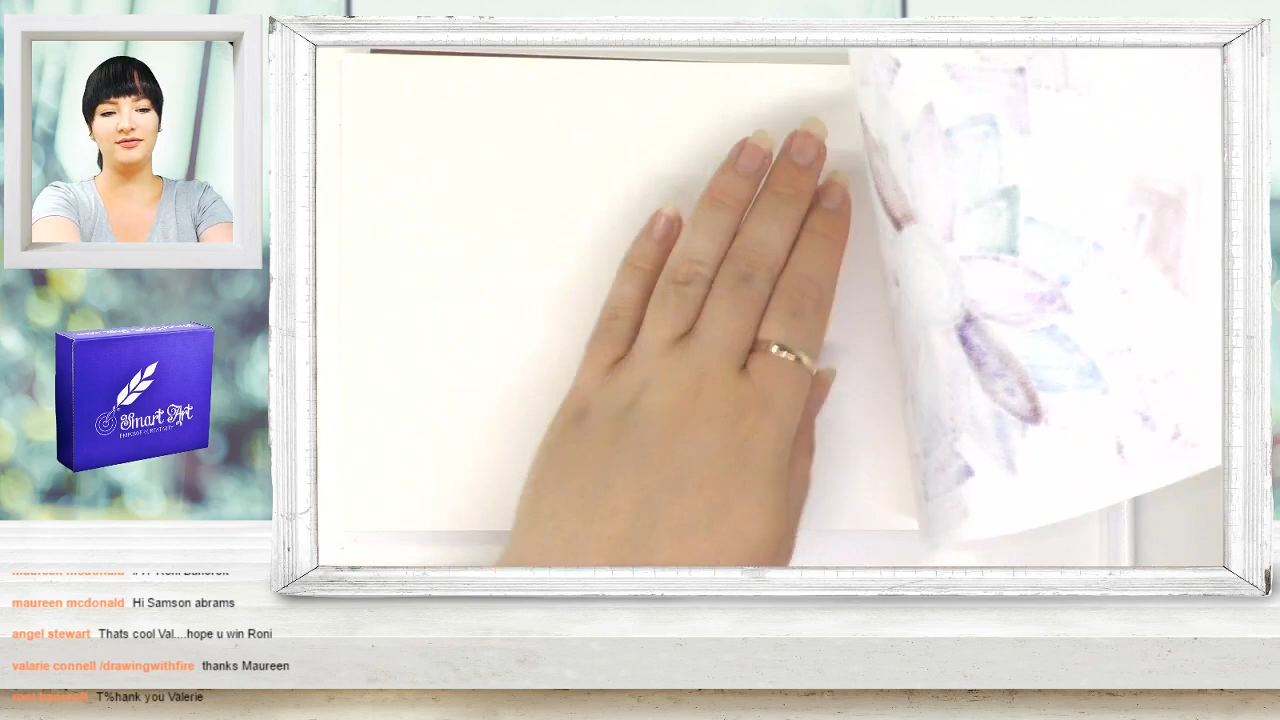 Smart Art
maureen mcdonald Hi Samson abrams
angel stewart Thats cool Val....hope u win Roni
valarie connell /drawingwithfire thanks Maureen
T%hank you Valerie